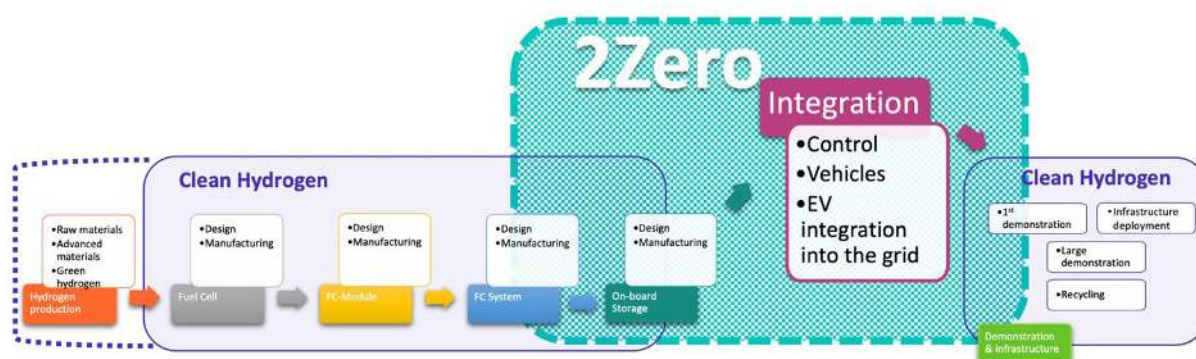 2Zero
Integration
•Control
•Vehicles
•EV
integration
into the grid
Clean Hydrogen
•Raw materials
•Advanced
materials
•Green
hydrogen
Hydrogen
production
•Design
•Manufacturing
Fuel Cell
•Design
•Manufacturing
FC-Module
•Design
•Manufacturing
FC System
•Design
•Manufacturing
On-board
Storage
Clean Hydrogen
•1st
demonstration
•Infrastructure
deployment
•Large
demonstration
•Recycling
Demonstration
& infrastructure